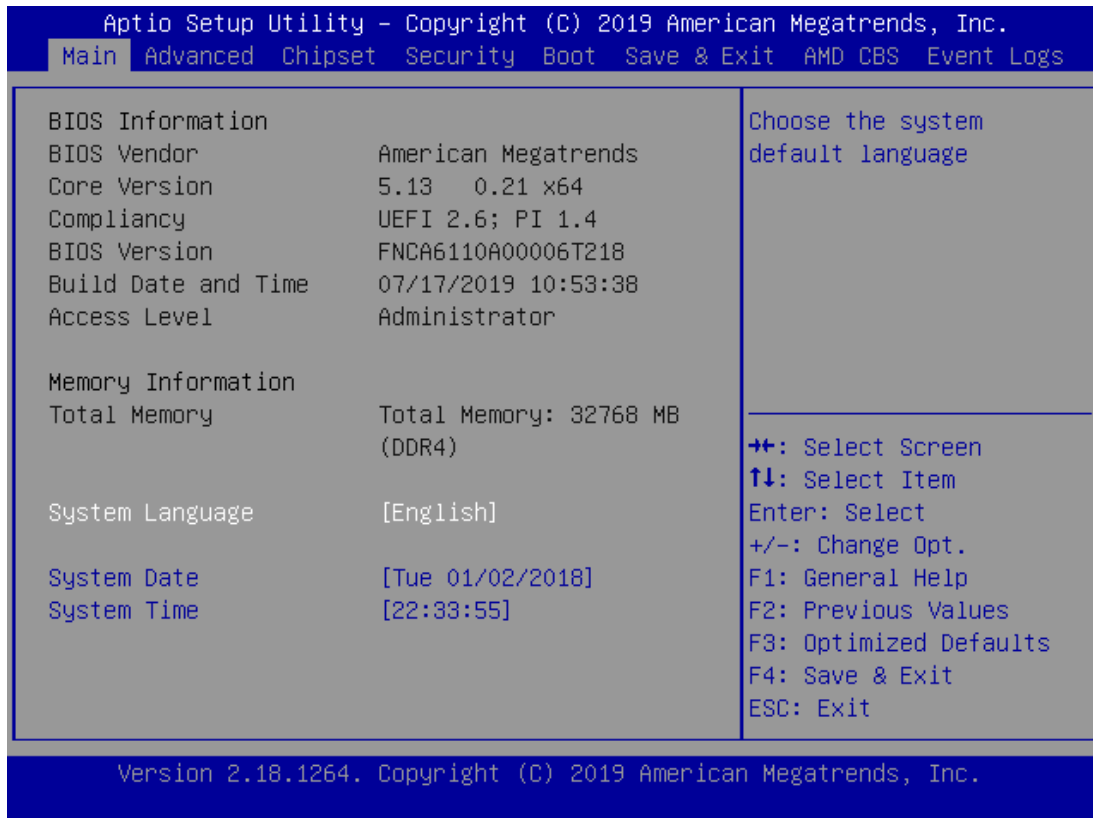 Aptio Setup Utility – Copyright (C) 2019 American Megatrends, Inc.
Main Advanced Chipset Security Boot Save & Exit AMD CBS Event Logs
BIOS Information
BIOS Vendor American Megatrends
Core Version 5.13 0.21 x64
Compliancy UEFI 2.6; PI 1.4
BIOS Version FNCA6110A00006T218
Build Date and Time 07/17/2019 10:53:38
Access Level Administrator
Memory Information
Total Memory Total Memory: 32768 MB
(DDR4)
System Language [English]
System Date [Tue 01/02/2018]
System Time [22:33:55]
Choose the system
default language
→←: Select Screen
↑↓: Select Item
Enter: Select
+/-: Change Opt.
F1: General Help
F2: Previous Values
F3: Optimized Defaults
F4: Save & Exit
ESC: Exit
Version 2.18.1264. Copyright (C) 2019 American Megatrends, Inc.